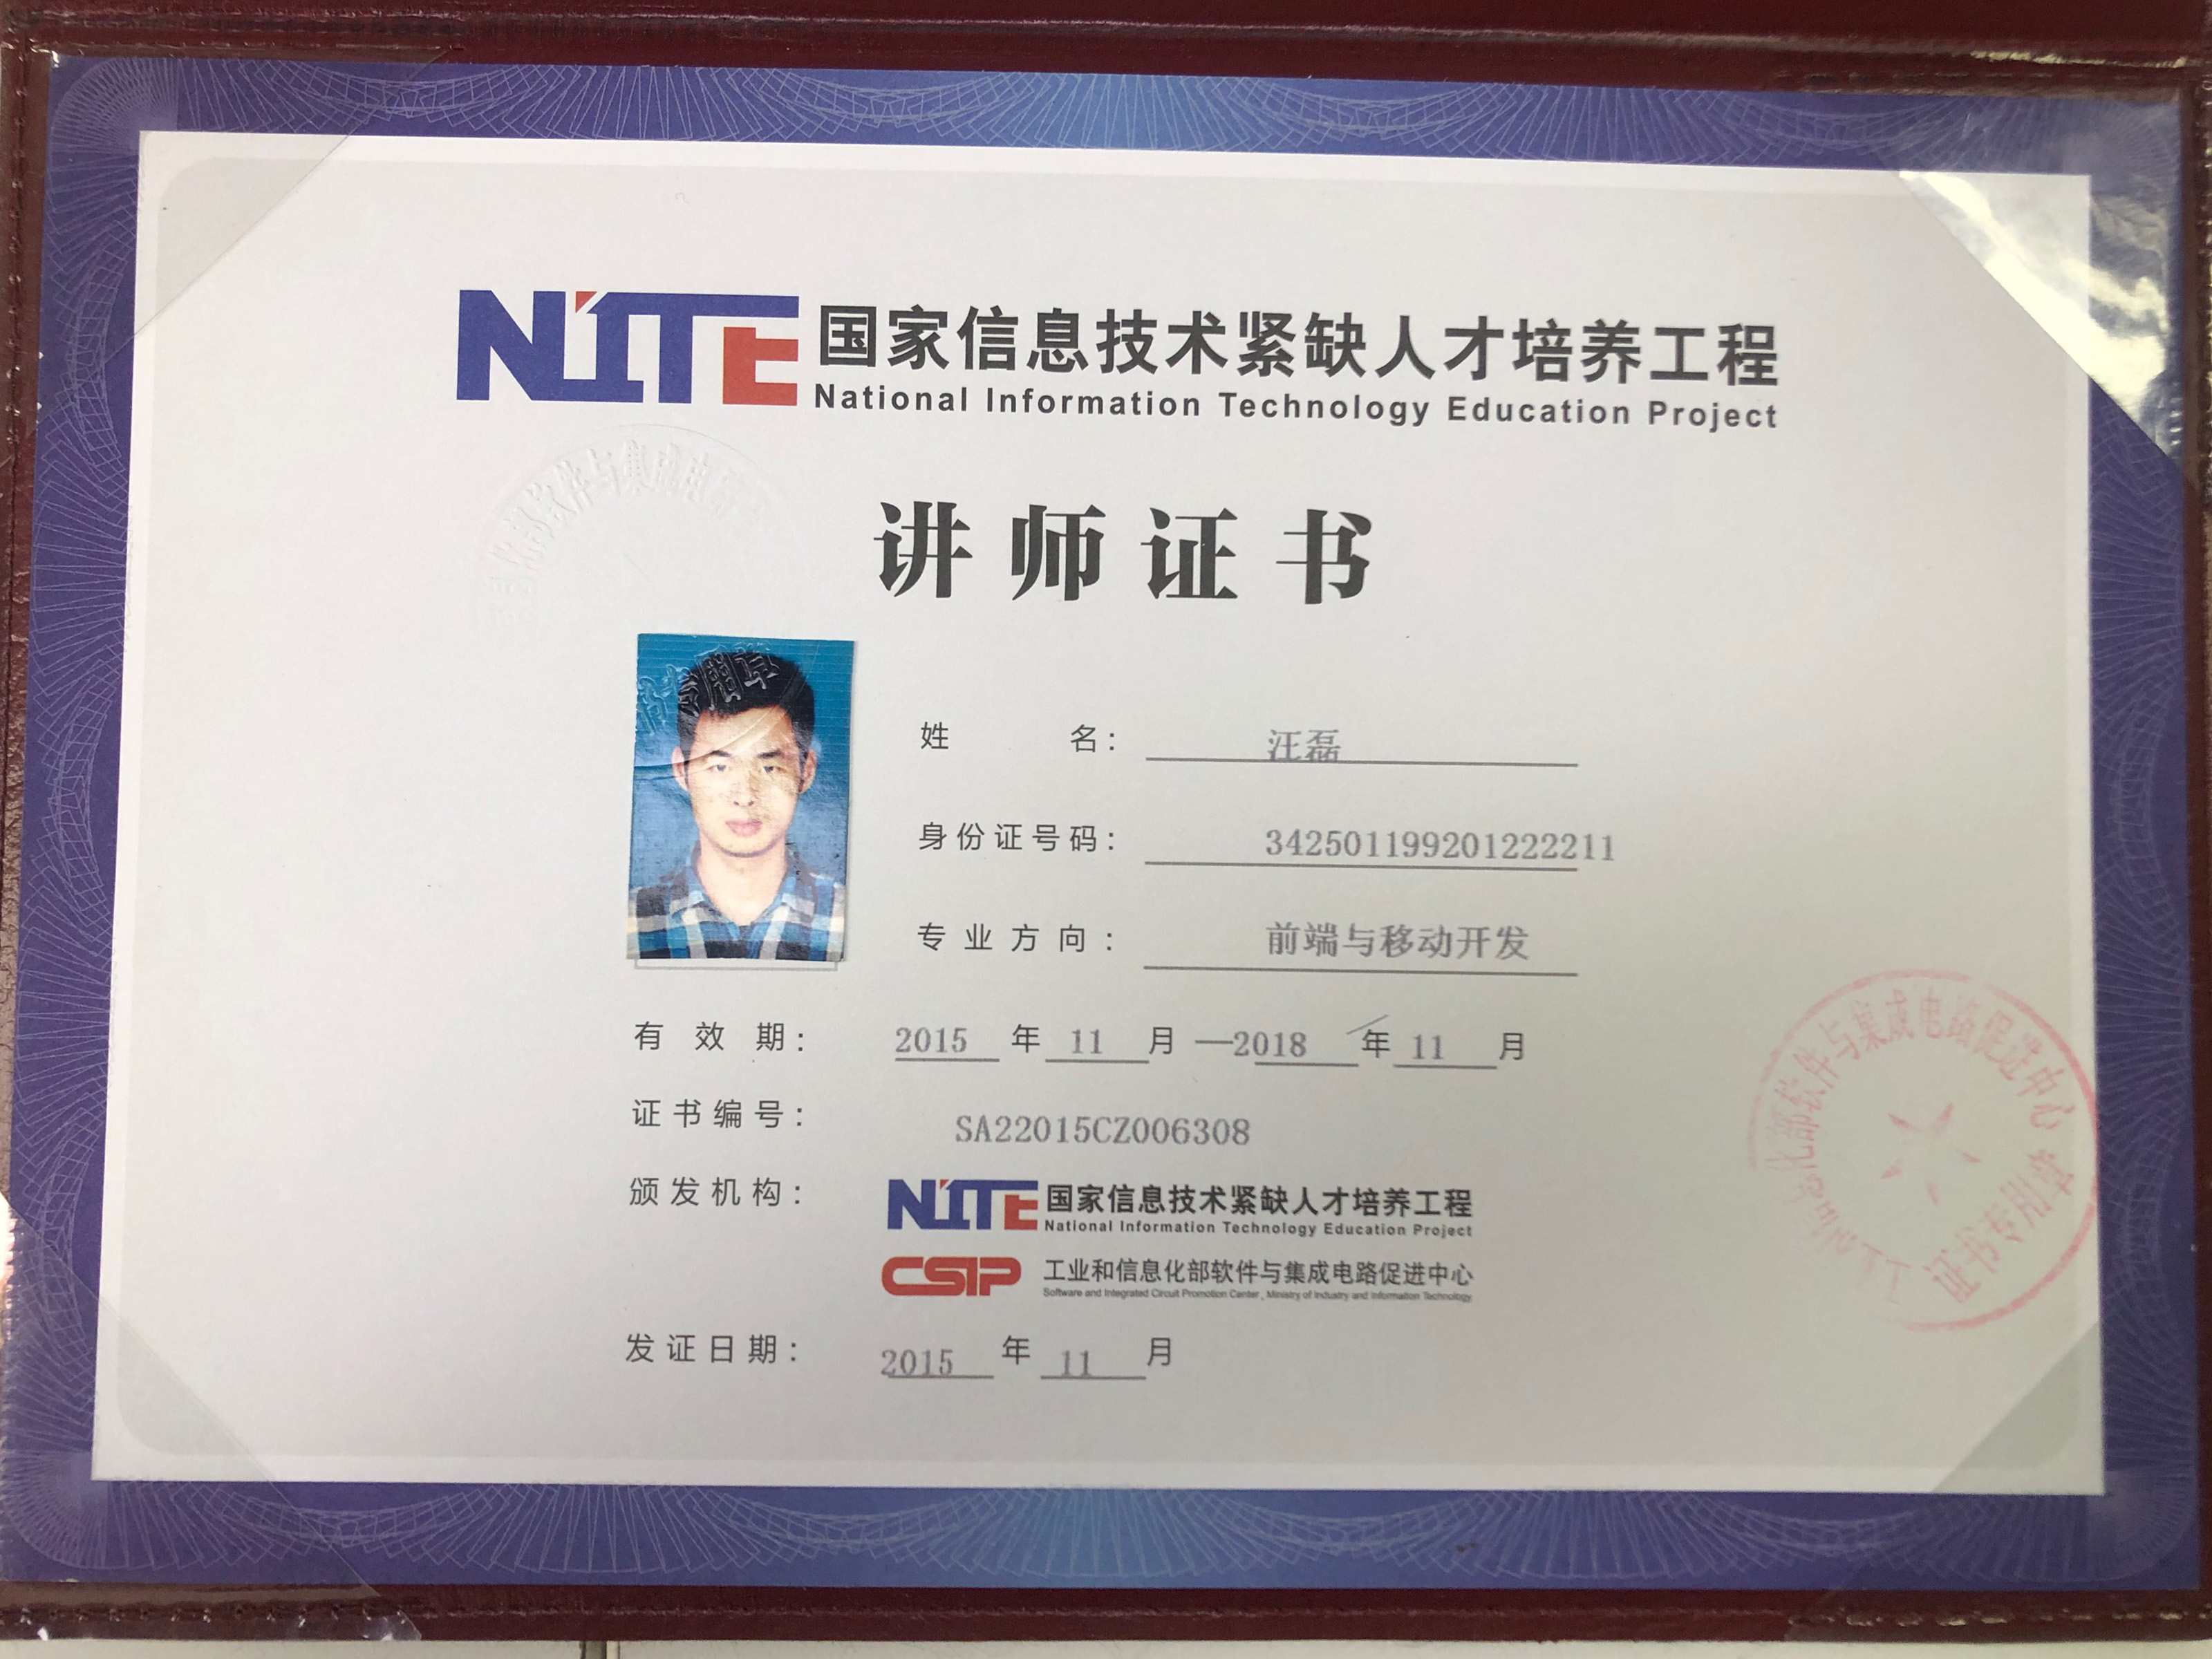 NITE 国家信息技术紧缺人才培养工程
National Information Technology Education Project
讲师证书
姓名： 汪磊
身份证号码： 342501199201222211
专业方向： 前端与移动开发
有效期： 2015 年 11 月 —2018 年 11 月
证书编号： SA22015CZ006308
颁发机构： NITE 国家信息技术紧缺人才培养工程
National Information Technology Education Project
CSIP 工业和信息化部软件与集成电路促进中心
Software and Integrated Circuit Promotion Center, Ministry of Industry and Information Technology
发证日期： 2015 年 11 月
化部软件与集成电路促进中心
证书专用章
软件与集成电路